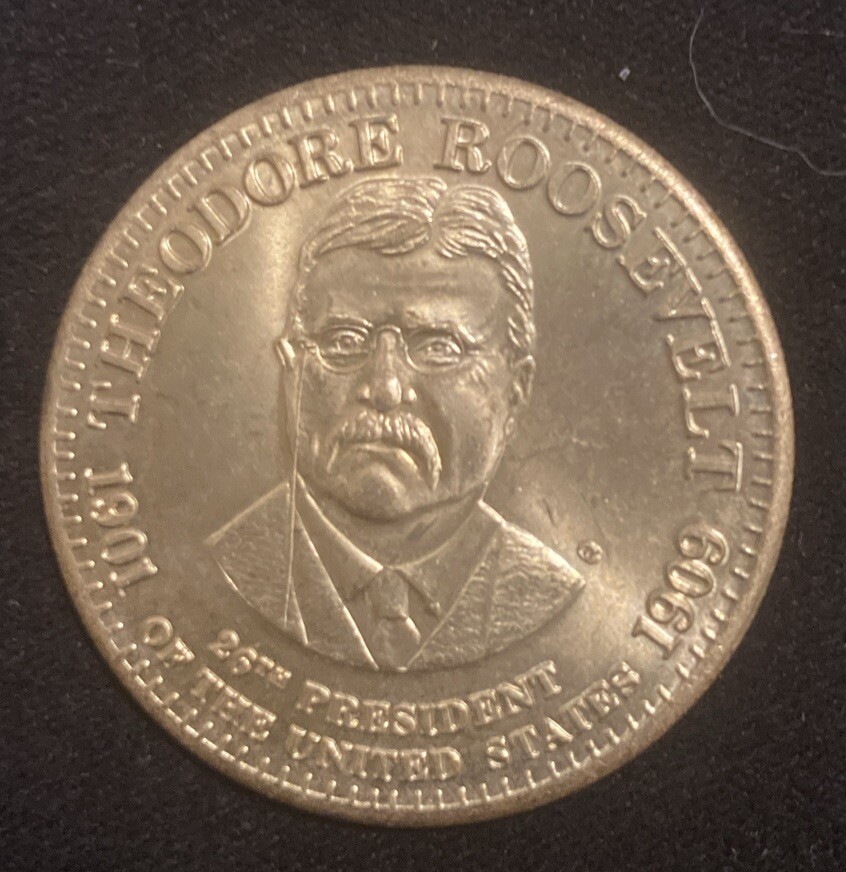 THEODORE ROOSEVELT
1901
1909
26TH PRESIDENT
OF THE UNITED STATES